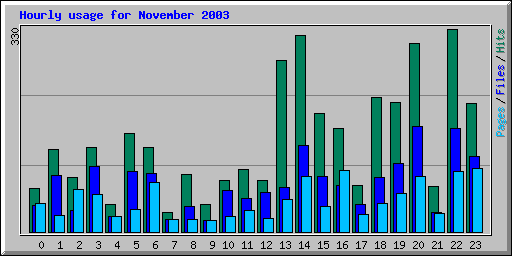 Hourly usage for November 2003
330
Pages / Files / Hits
0 1 2 3 4 5 6 7 8 9 10 11 12 13 14 15 16 17 18 19 20 21 22 23